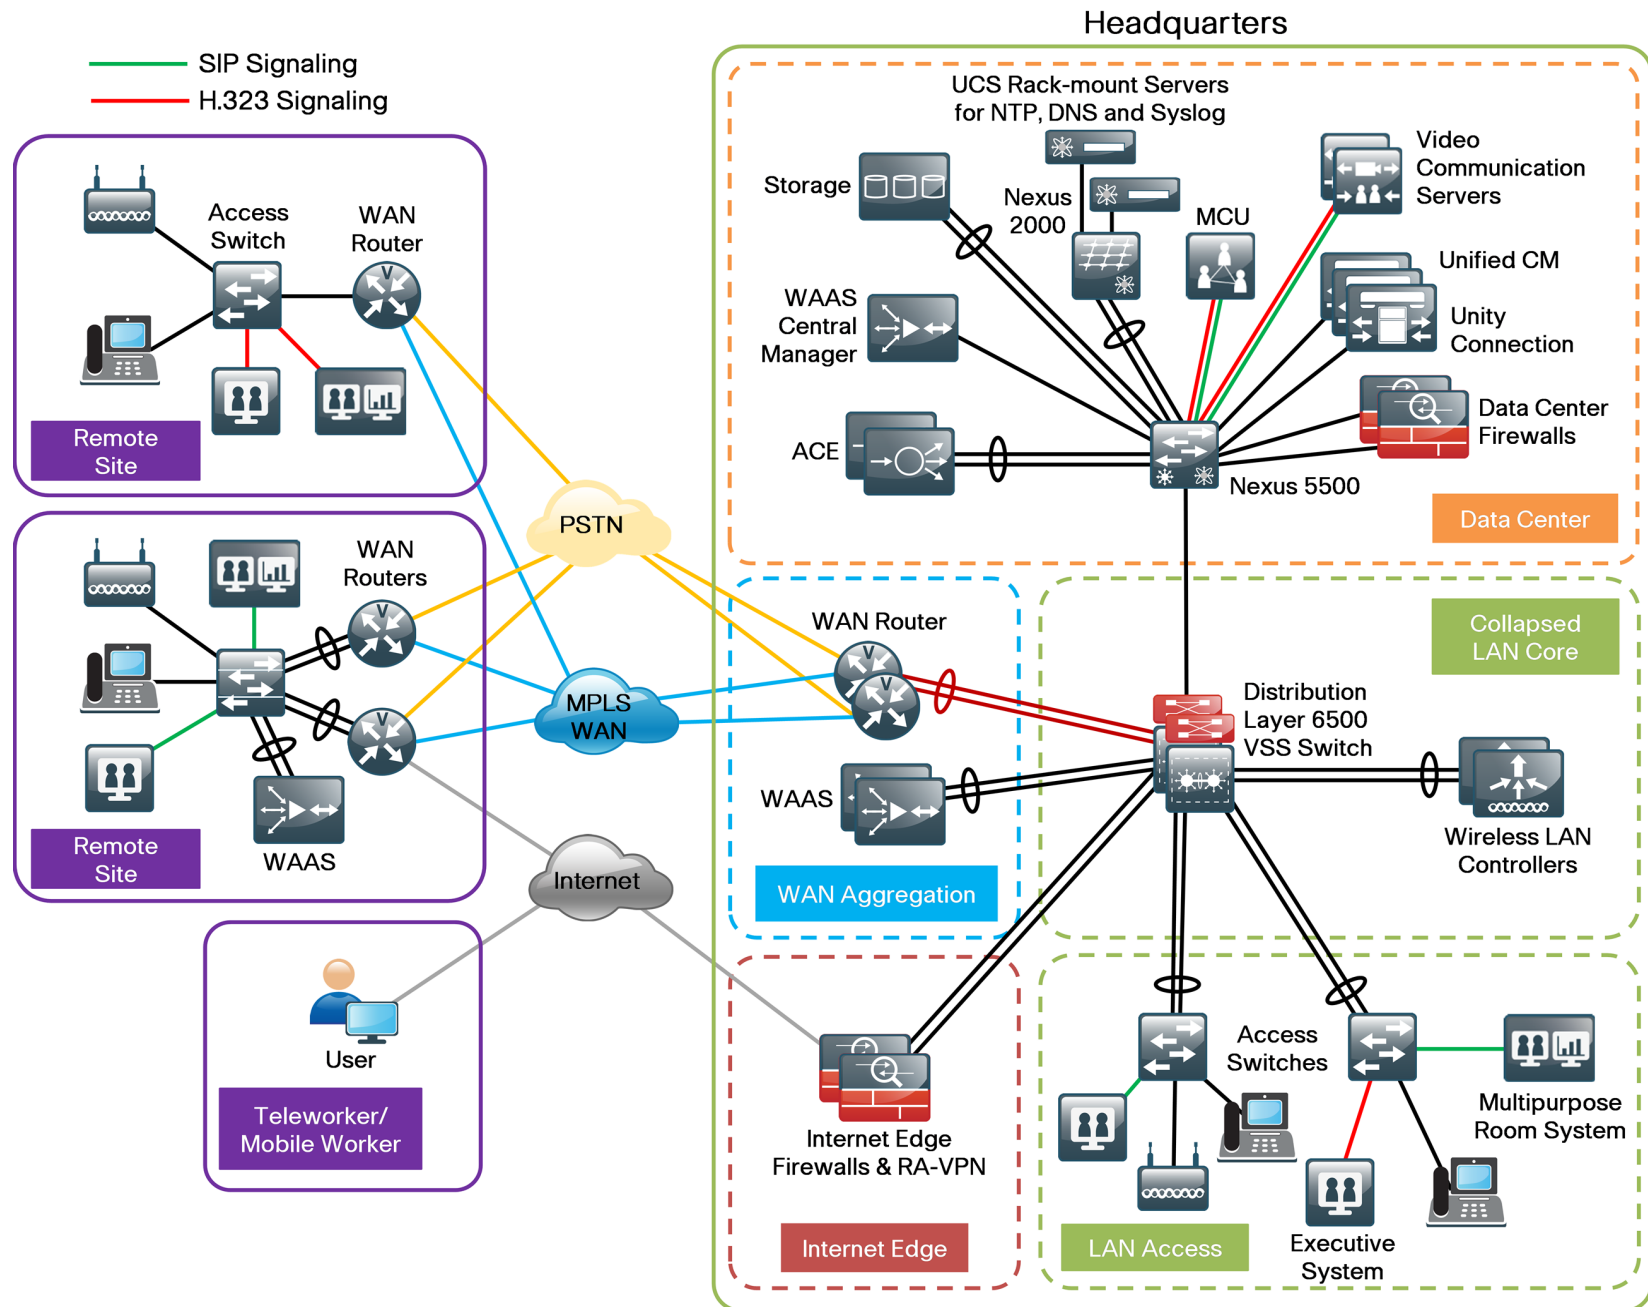 Headquarters
SIP Signaling
H.323 Signaling
Access
Switch
WAN
Router
V
Remote
Site
WAN
Routers
V
V
WAAS
Remote
Site
User
Teleworker/
Mobile Worker
PSTN
MPLS
WAN
Internet
UCS Rack-mount Servers
for NTP, DNS and Syslog
Storage
Nexus
2000
MCU
Video
Communication
Servers
WAAS
Central
Manager
Unified CM
Unity
Connection
ACE
Data Center
Firewalls
Nexus 5500
Data Center
WAN Router
V
V
WAAS
WAN Aggregation
Collapsed
LAN Core
Distribution
Layer 6500
VSS Switch
Wireless LAN
Controllers
Internet Edge
Firewalls & RA-VPN
Internet Edge
Access
Switches
Multipurpose
Room System
Executive
System
LAN Access